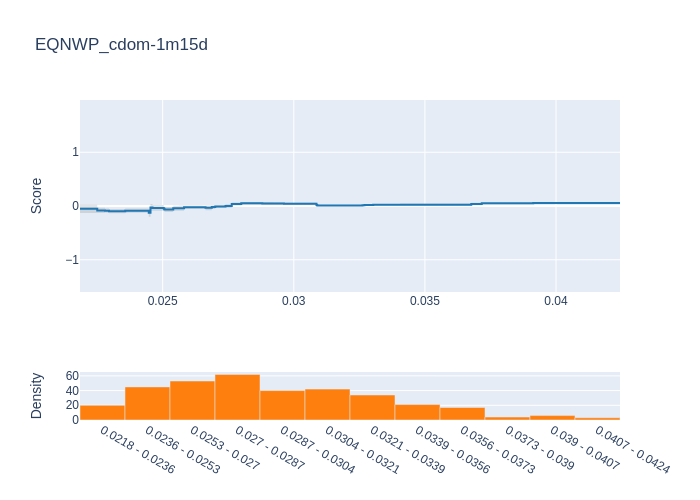 EQNWP_cdom-1m15d
Score
1
0
−1
0.025
0.03
0.035
0.04
Density
60
40
20
0
0.0218 - 0.0236
0.0236 - 0.0253
0.0253 - 0.027
0.027 - 0.0287
0.0287 - 0.0304
0.0304 - 0.0321
0.0321 - 0.0339
0.0339 - 0.0356
0.0356 - 0.0373
0.0373 - 0.039
0.039 - 0.0407
0.0407 - 0.0424